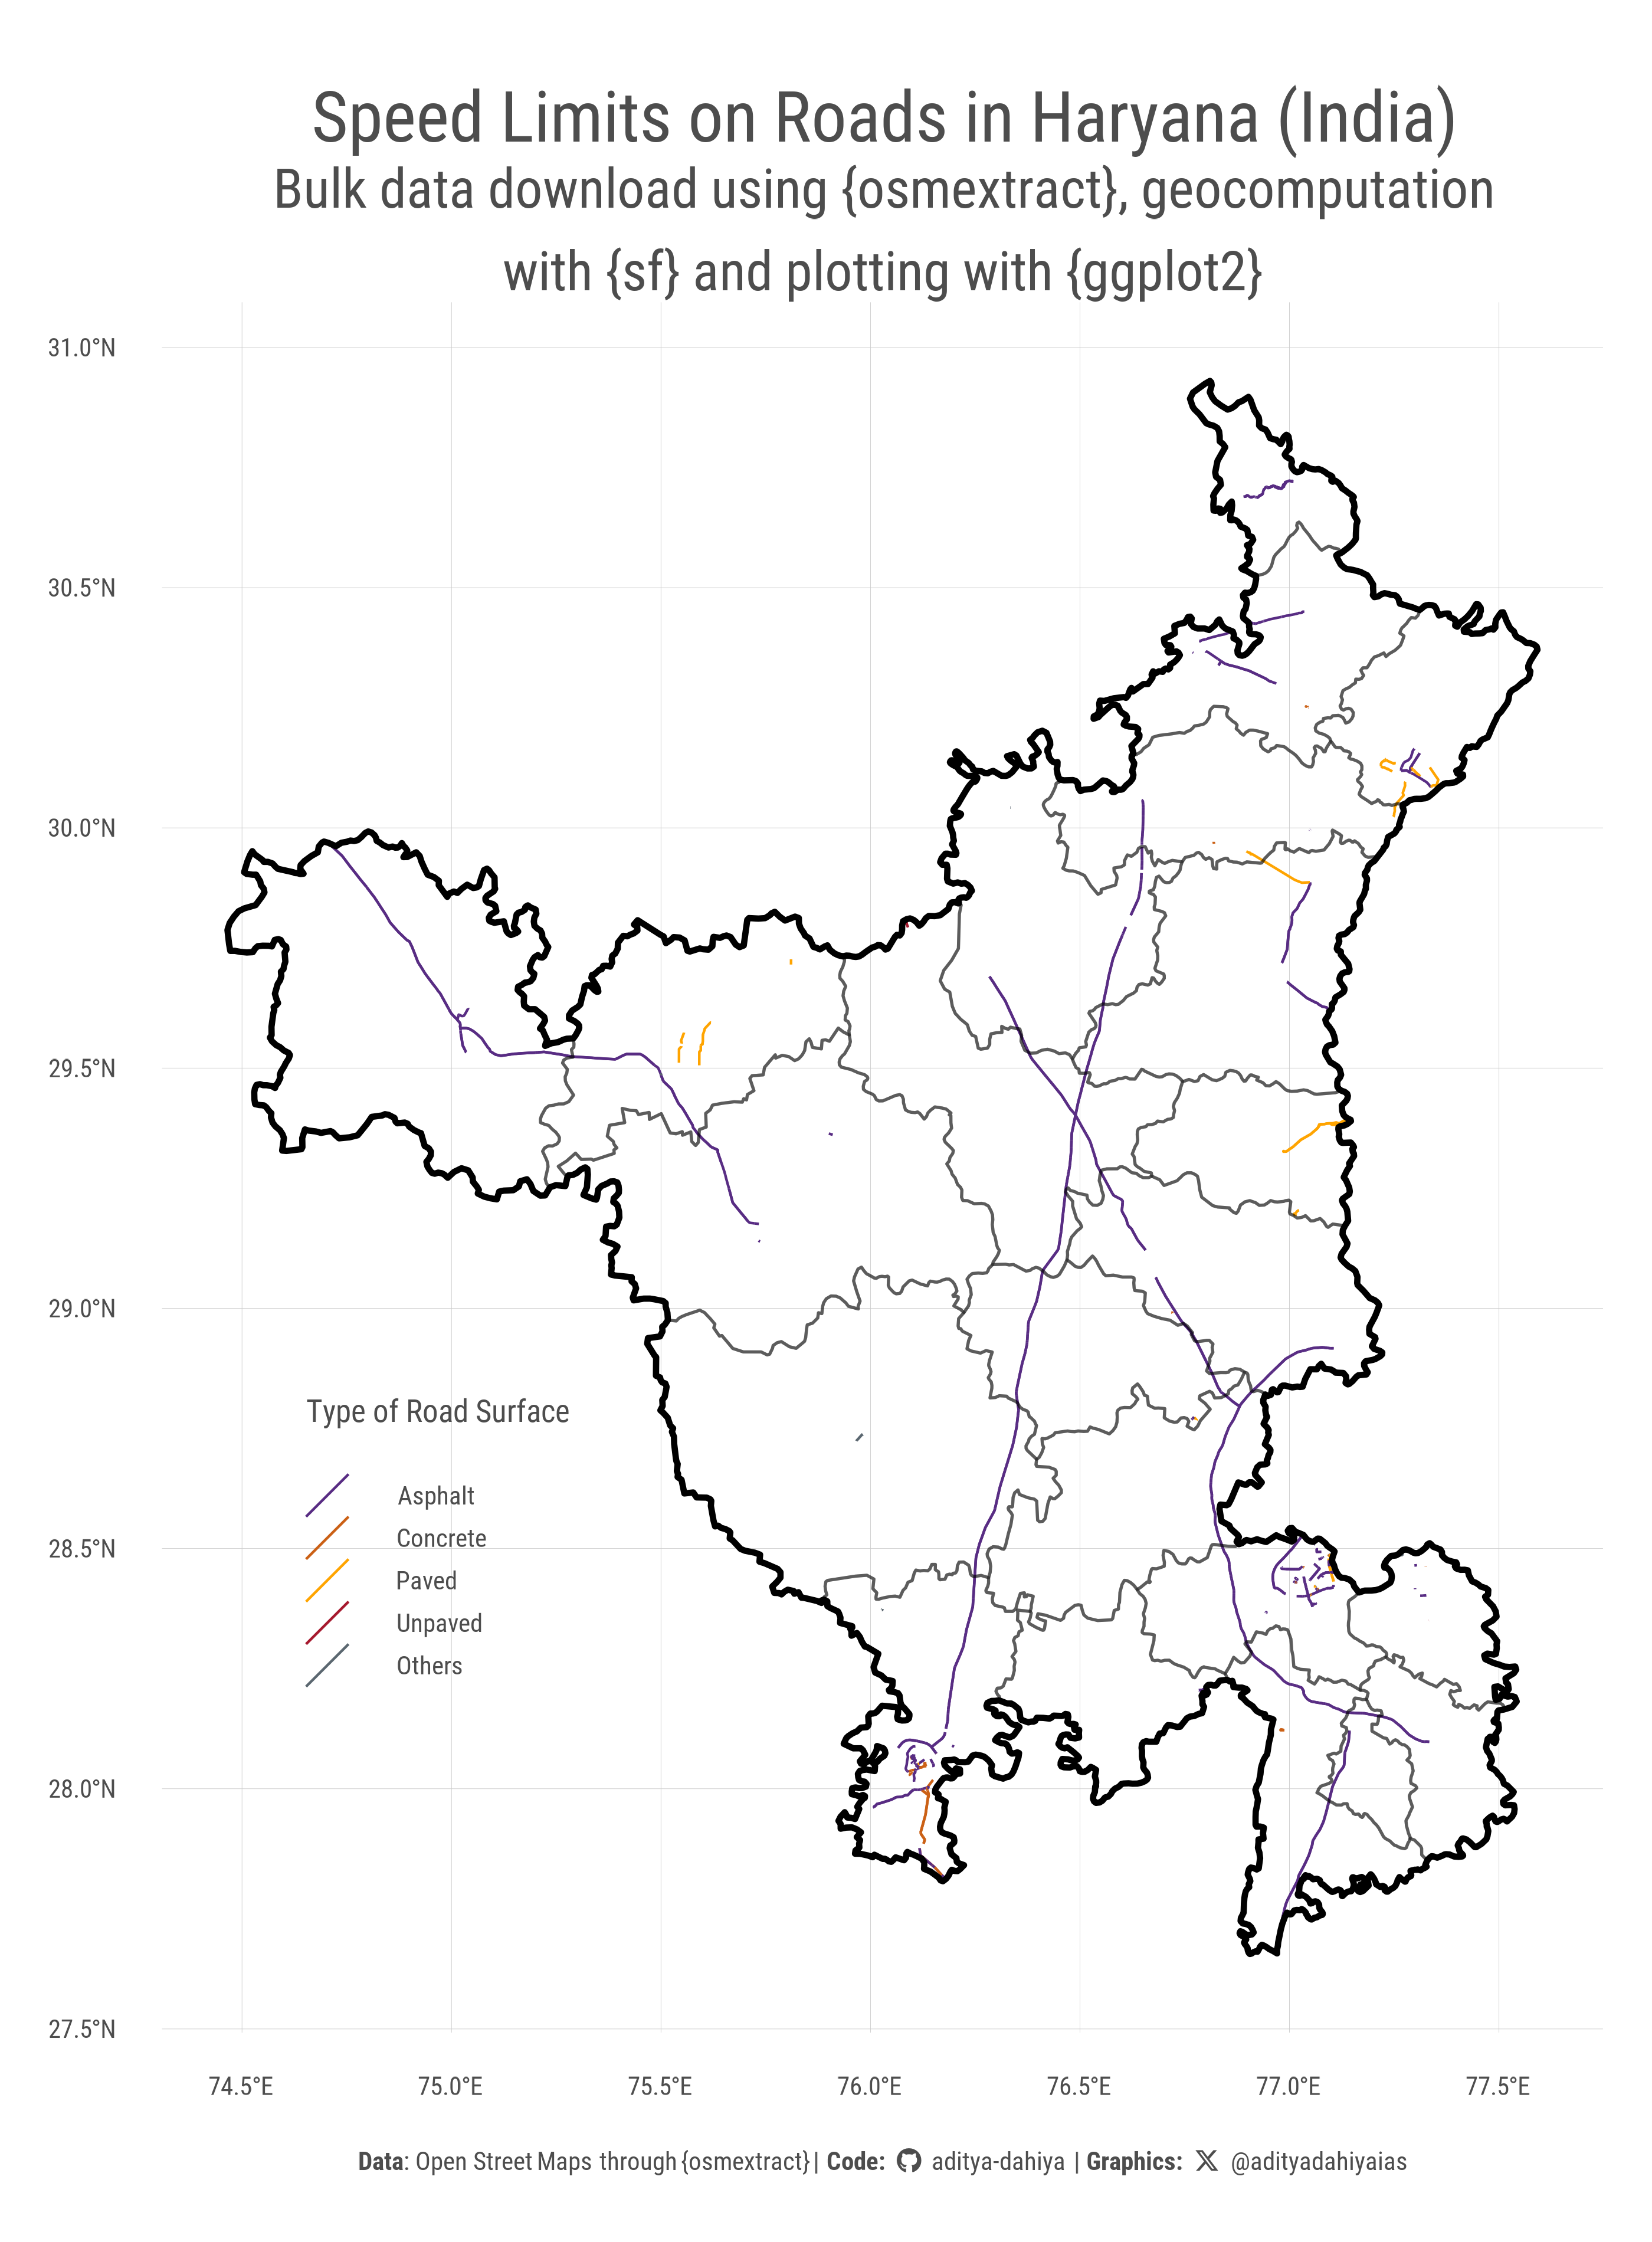 Speed Limits on Roads in Haryana (India)
Bulk data download using {osmextract}, geocomputation
with {sf} and plotting with {ggplot2}
31.0°N
30.5°N
30.0°N
29.5°N
29.0°N
28.5°N
28.0°N
27.5°N
Type of Road Surface
Asphalt
Concrete
Paved
Unpaved
Others
74.5°E 75.0°E 75.5°E 76.0°E 76.5°E 77.0°E 77.5°E
Data: Open Street Maps through {osmextract} | Code: aditya-dahiya | Graphics: @adityadahiyaias